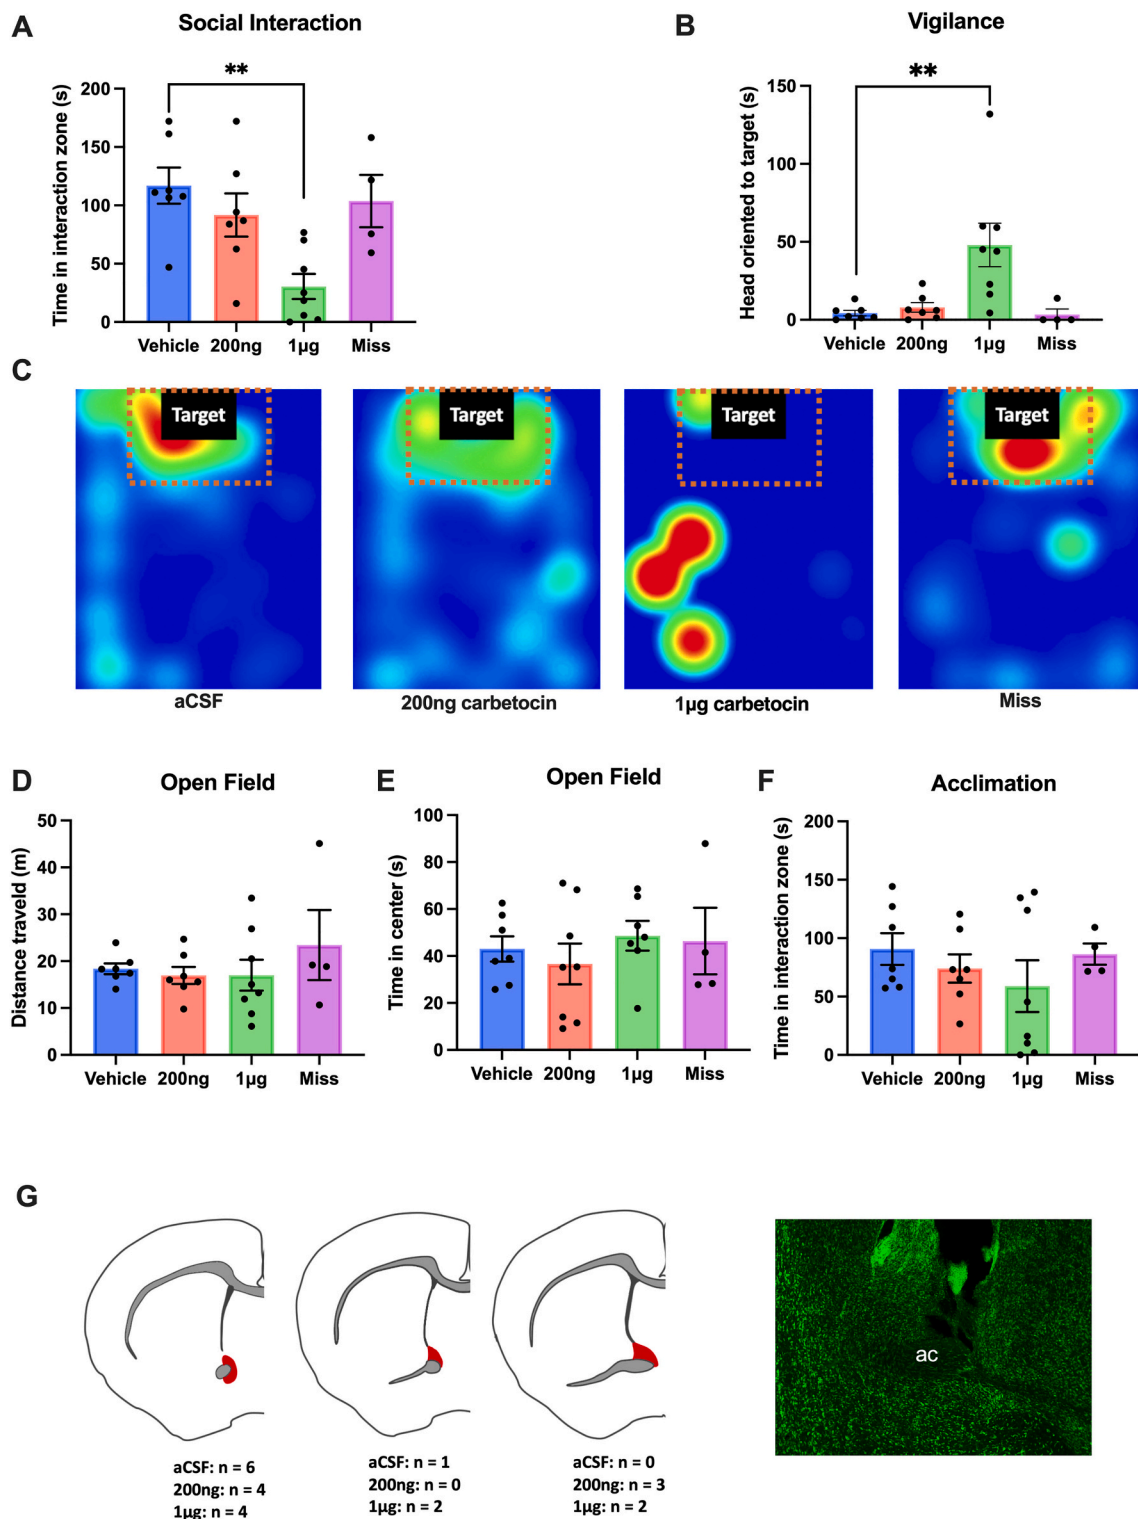 A
Social Interaction
**
Time in interaction zone (s)
200
150
100
50
0
Vehicle 200ng 1µg Miss
B
Vigilance
**
Head oriented to target (s)
150
100
50
0
Vehicle 200ng 1µg Miss
C
Target
Target
Target
Target
aCSF
200ng carbetocin
1µg carbetocin
Miss
D
Open Field
Distance traveld (m)
50
40
30
20
10
0
Vehicle 200ng 1µg Miss
E
Open Field
Time in center (s)
100
80
60
40
20
0
Vehicle 200ng 1µg Miss
F
Acclimation
Time in interaction zone (s)
200
150
100
50
0
Vehicle 200ng 1µg Miss
G
aCSF: n = 6
200ng: n = 4
1µg: n = 4
aCSF: n = 1
200ng: n = 0
1µg: n = 2
aCSF: n = 0
200ng: n = 3
1µg: n = 2
ac